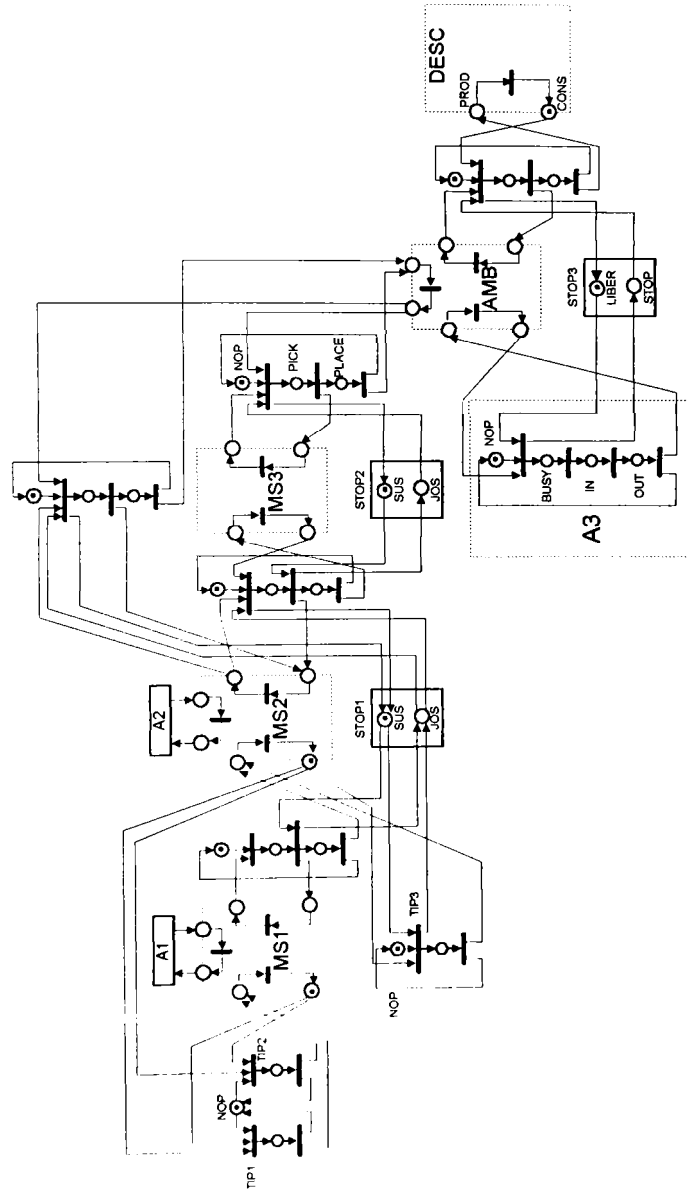 TIP1
NOP
TIP2
A1
MS1
NOP
TIP3
A2
MS2
STOP1
SUS
JOS
MS3
STOP2
SUS
JOS
NOP
PICK
PLACE
A3
NOP
BUSY
IN
OUT
AMB
STOP3
LIBER
STOP
DESC
PROD
CONS